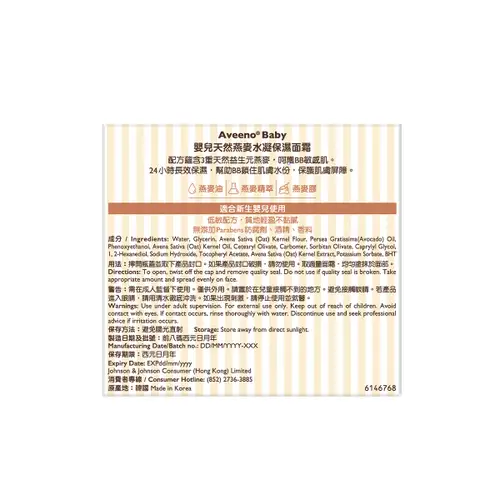 Aveeno® Baby
嬰兒天然燕麥水凝保濕面霜
配方蘊含3重天然益生元燕麥，呵護BB敏感肌。
24小時長效保濕，幫助BB鎖住肌膚水份，保護肌膚屏障。
燕麥油 燕麥精萃 燕麥膠
適合新生嬰兒使用
低敏配方，質地輕盈不黏膩
無添加Parabens防腐劑、酒精、香料
成分 / Ingredients: Water, Glycerin, Avena Sativa (Oat) Kernel Flour, Persea Gratissima(Avocado) Oil,
Phenoxyethanol, Avena Sativa (Oat) Kernel Oil, Cetearyl Olivate, Carbomer, Sorbitan Olivate, Caprylyl Glycol,
1, 2-Hexanediol, Sodium Hydroxide, Tocopheryl Acetate, Avena Sativa (Oat) Kernel Extract, Potassium Sorbate, BHT
用法：擰開瓶蓋並取下產品封口。如果產品封口破損，請勿使用。取適量面霜，均勻塗抹於面部。
Directions: To open, twist off the cap and remove quality seal. Do not use if quality seal is broken. Take
appropriate amount and spread evenly on face.
警告：需在成人監督下使用。僅供外用。請置於在兒童接觸不到的地方。避免接觸眼睛。若產品
進入眼睛，請用清水徹底沖洗。如果出現刺激，請停止使用並就醫。
Warnings: Use under adult supervision. For external use only. Keep out of reach of children. Avoid
contact with eyes. If contact occurs, rinse thoroughly with water. Discontinue use and seek professional
advice if irritation occurs.
保存方法：避免陽光直射 Storage: Store away from direct sunlight.
製造日期及批號：前八碼西元日月年
Manufacturing Date/Batch no.: DD/MM/YYYY-XXX
保存期限：西元日月年
Expiry Date: EXPdd/mm/yyyy
Johnson & Johnson Consumer (Hong Kong) Limited
消費者專線 / Consumer Hotline: (852) 2736-3885
原產地：韓國 Made in Korea
6146768